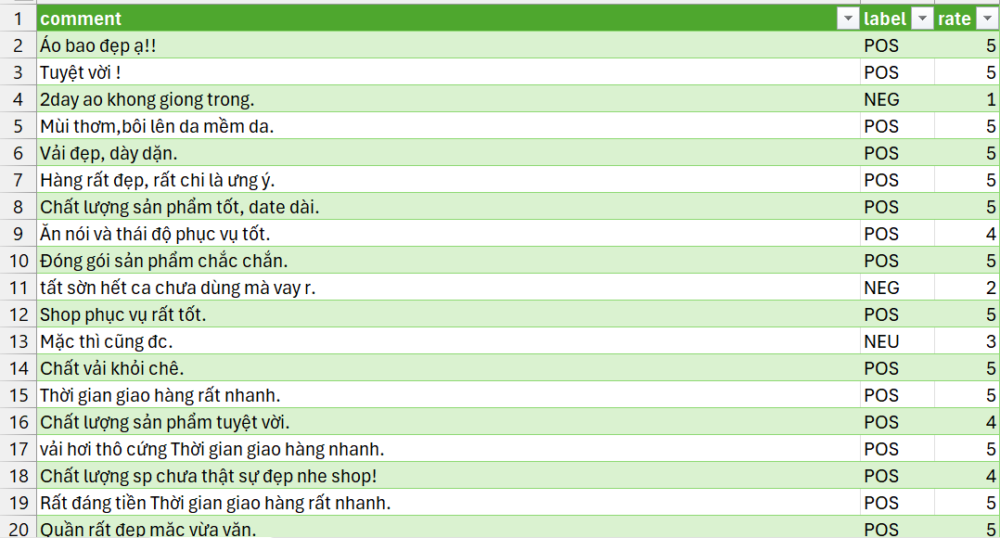 1 comment label rate
2 Áo bao đẹp ạ!! POS 5
3 Tuyệt vời ! POS 5
4 2day ao khong giong trong. NEG 1
5 Mùi thơm,bôi lên da mềm da. POS 5
6 Vải đẹp, dày dặn. POS 5
7 Hàng rất đẹp, rất chi là ưng ý. POS 5
8 Chất lượng sản phẩm tốt, date dài. POS 5
9 Ăn nói và thái độ phục vụ tốt. POS 4
10 Đóng gói sản phẩm chắc chắn. POS 5
11 tất sờn hết ca chưa dùng mà vay r. NEG 2
12 Shop phục vụ rất tốt. POS 5
13 Mặc thì cũng đc. NEU 3
14 Chất vải khỏi chê. POS 5
15 Thời gian giao hàng rất nhanh. POS 5
16 Chất lượng sản phẩm tuyệt vời. POS 4
17 vải hơi thô cứng Thời gian giao hàng nhanh. POS 5
18 Chất lượng sp chưa thật sự đẹp nhe shop! POS 4
19 Rất đáng tiền Thời gian giao hàng rất nhanh. POS 5
20 Quần rất đẹp mặc vừa vặn. POS 5